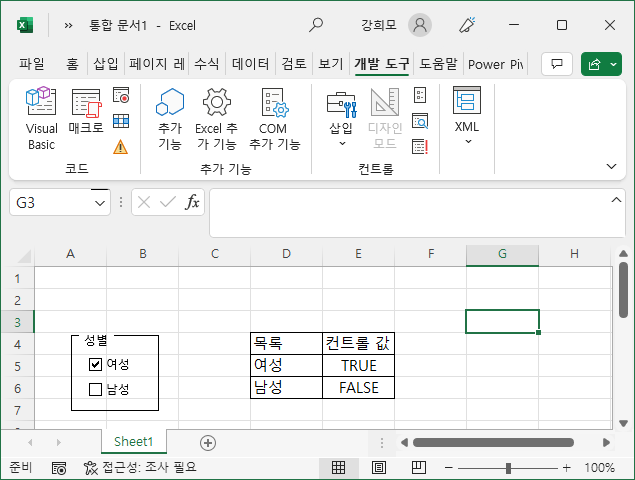 통합 문서1 - Excel 강희모
파일 홈 삽입 페이지 레 수식 데이터 검토 보기 개발 도구 도움말 Power Piv
Visual Basic 매크로 추가 기능 Excel 추가 기능 COM 추가 기능 삽입 디자인 모드 XML
코드 추가 기능 컨트롤
G3 fx
A B C D E F G H
1
2
3
4 성별 목록 컨트롤 값
5 여성 여성 TRUE
6 남성 남성 FALSE
7
Sheet1
준비 접근성: 조사 필요 100%